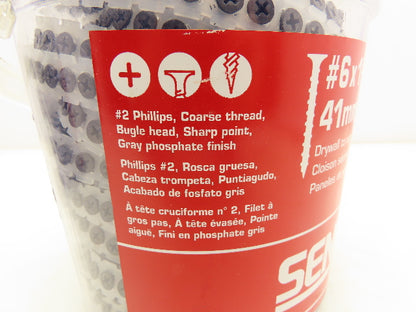 #2 Phillips, Coarse thread,
Bugle head, Sharp point,
Gray phosphate finish
Phillips #2, Rosca gruesa,
Cabeza trompeta, Puntiagudo,
Acabado de fosfato gris
À tête cruciforme n° 2, Filet à
gros pas, À tête évasée, Pointe
aiguë, Fini en phosphate gris
#6 x
41mm
Drywall
Cloison
Paneles
SEN